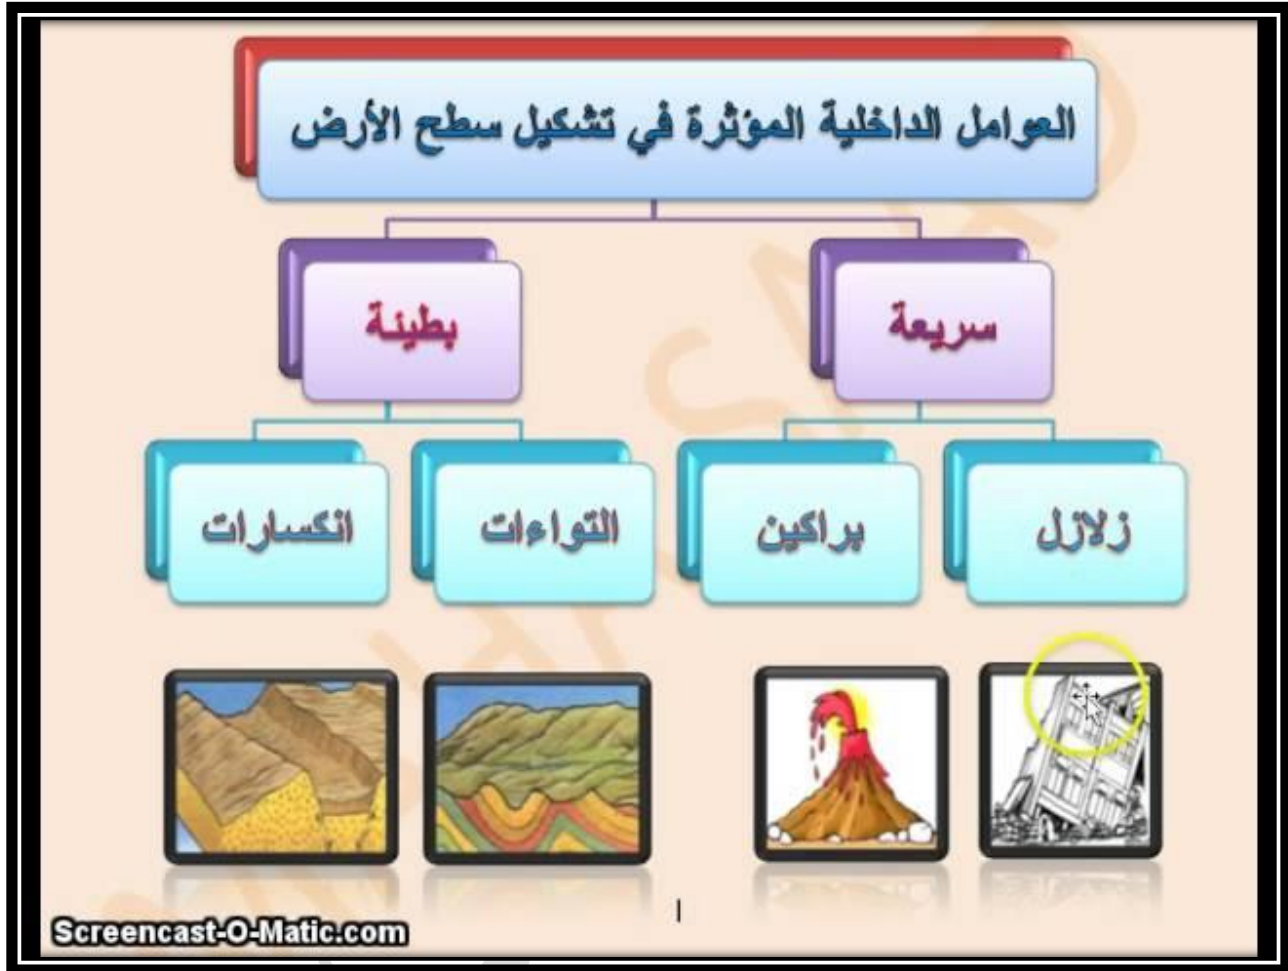 العوامل الداخلية المؤثرة في تشكيل سطح الأرض
سريعة
بطيئة
زلازل
براكين
التواءات
انكسارات
Screencast-O-Matic.com